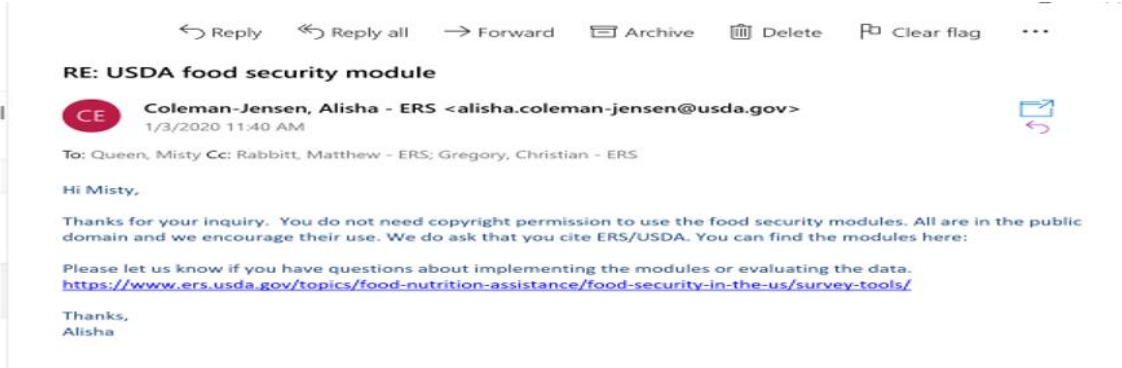 Reply Reply all Forward Archive Delete Clear flag ...
RE: USDA food security module
CE
Coleman-Jensen, Alisha - ERS <alisha.coleman-jensen@usda.gov>
1/3/2020 11:40 AM
To: Queen, Misty Cc: Rabbitt, Matthew - ERS; Gregory, Christian - ERS
Hi Misty,
Thanks for your inquiry.  You do not need copyright permission to use the food security modules. All are in the public
domain and we encourage their use. We do ask that you cite ERS/USDA. You can find the modules here:
Please let us know if you have questions about implementing the modules or evaluating the data.
https://www.ers.usda.gov/topics/food-nutrition-assistance/food-security-in-the-us/survey-tools/
Thanks,
Alisha